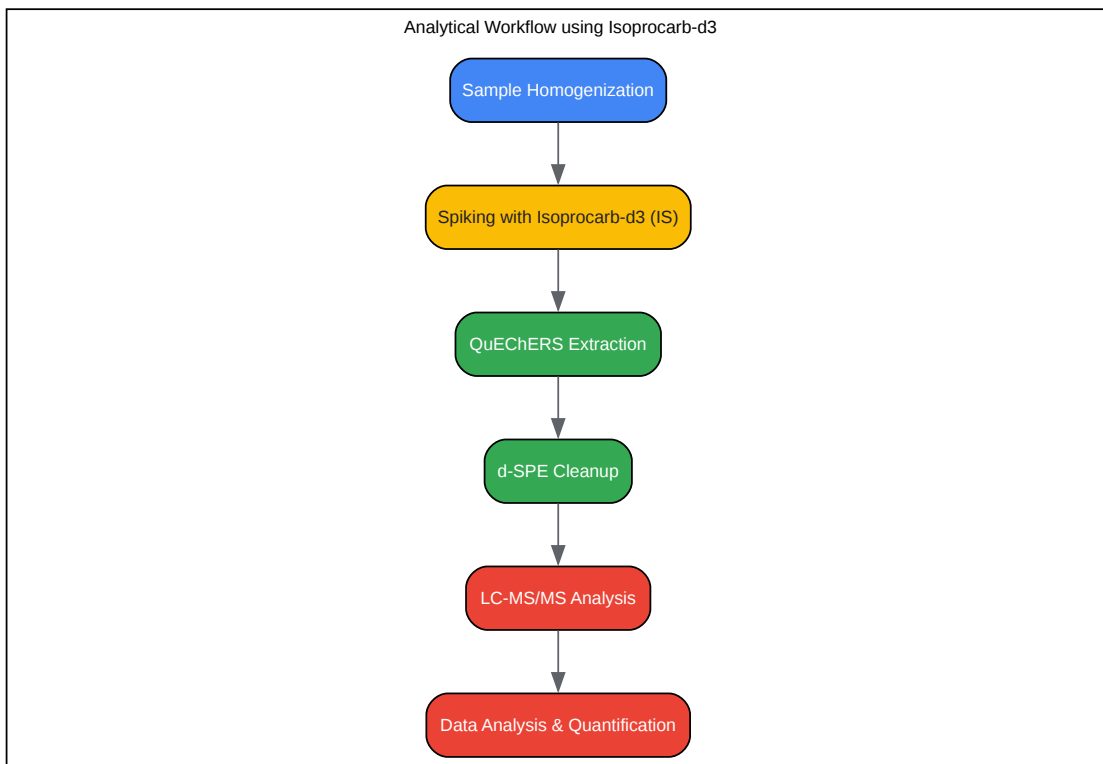 Analytical Workflow using Isoprocarb-d3
Sample Homogenization
Spiking with Isoprocarb-d3 (IS)
QuEChERS Extraction
d-SPE Cleanup
LC-MS/MS Analysis
Data Analysis & Quantification